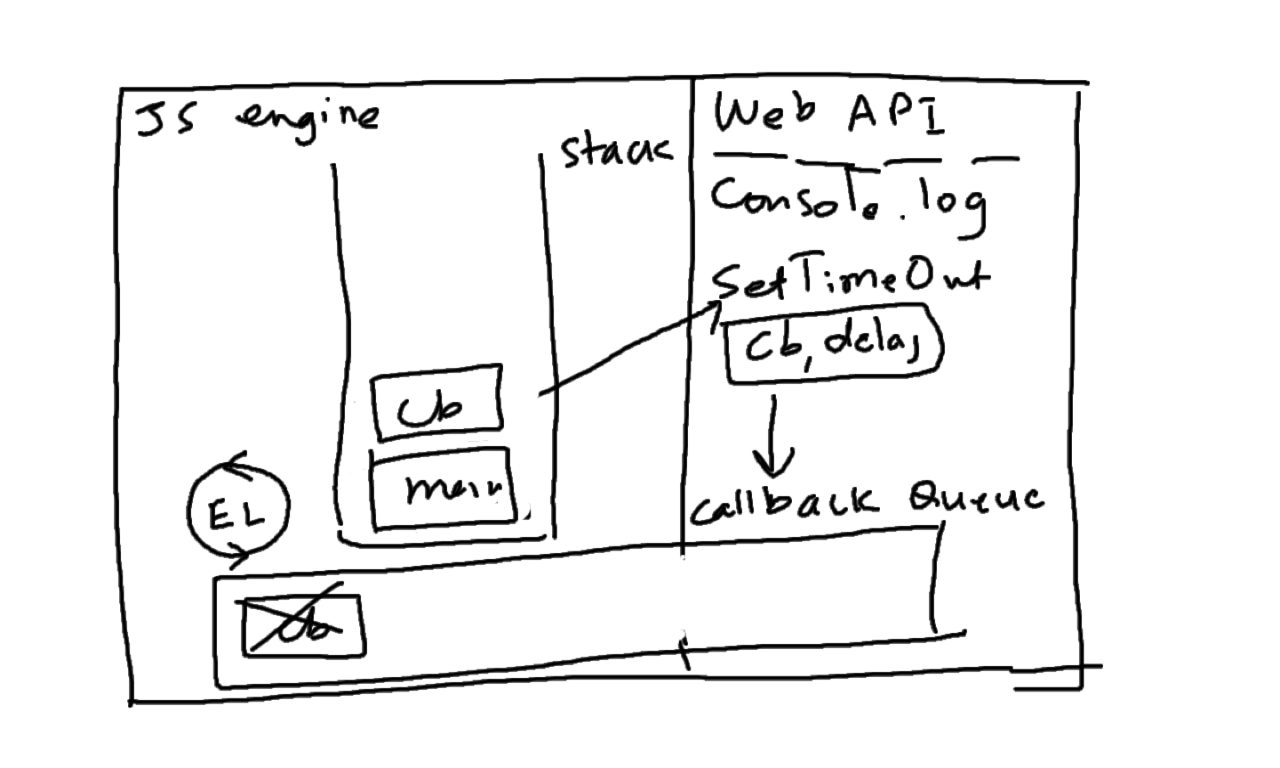 JS engine
stack
Web API
Console.log
SetTimeOut
Cb, delay
Cb
main
EL
callback Queue
Cb